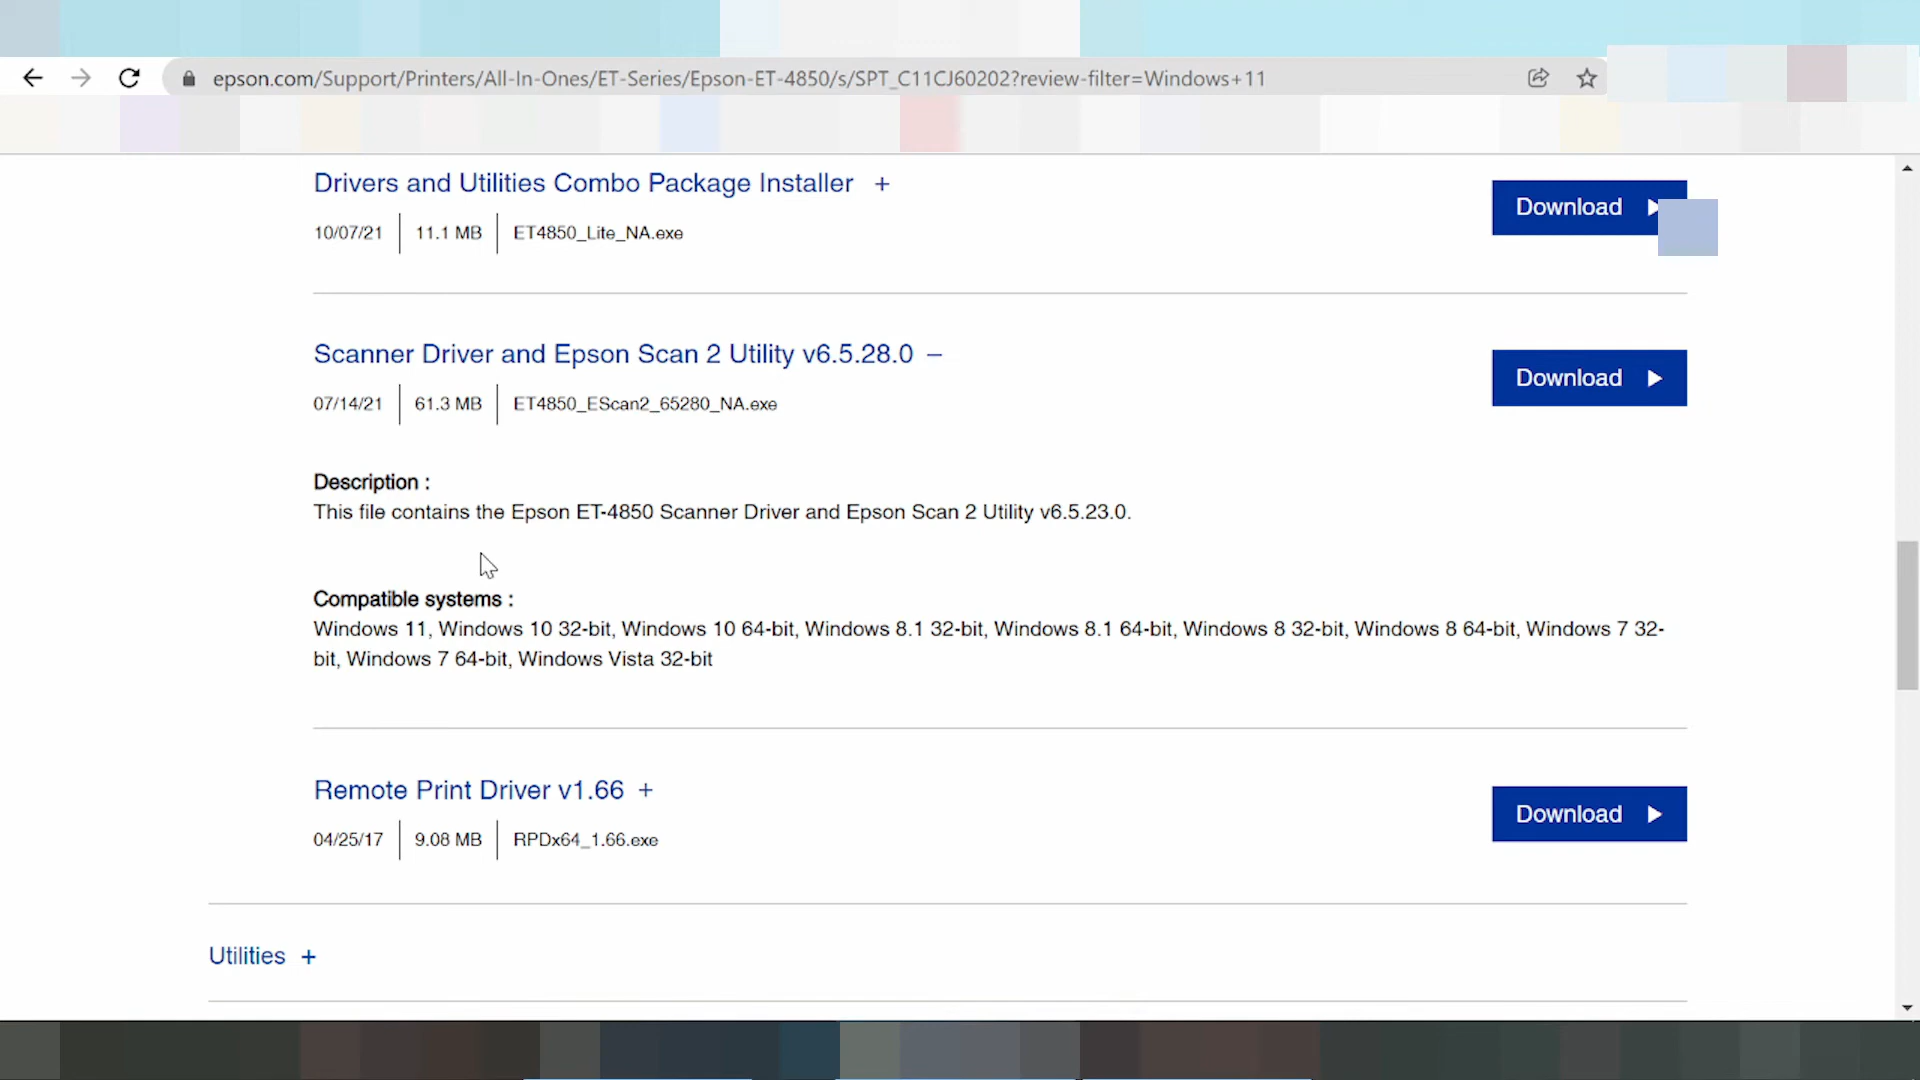 epson.com/Support/Printers/All-In-Ones/ET-Series/Epson-ET-4850/s/SPT_C11CJ60202?review-filter=Windows+11
Drivers and Utilities Combo Package Installer +
Download
10/07/21 | 11.1 MB | ET4850_Lite_NA.exe
Scanner Driver and Epson Scan 2 Utility v6.5.28.0 –
Download
07/14/21 | 61.3 MB | ET4850_EScan2_65280_NA.exe
Description :
This file contains the Epson ET-4850 Scanner Driver and Epson Scan 2 Utility v6.5.23.0.
Compatible systems :
Windows 11, Windows 10 32-bit, Windows 10 64-bit, Windows 8.1 32-bit, Windows 8.1 64-bit, Windows 8 32-bit, Windows 8 64-bit, Windows 7 32-
bit, Windows 7 64-bit, Windows Vista 32-bit
Remote Print Driver v1.66 +
Download
04/25/17 | 9.08 MB | RPDx64_1.66.exe
Utilities +